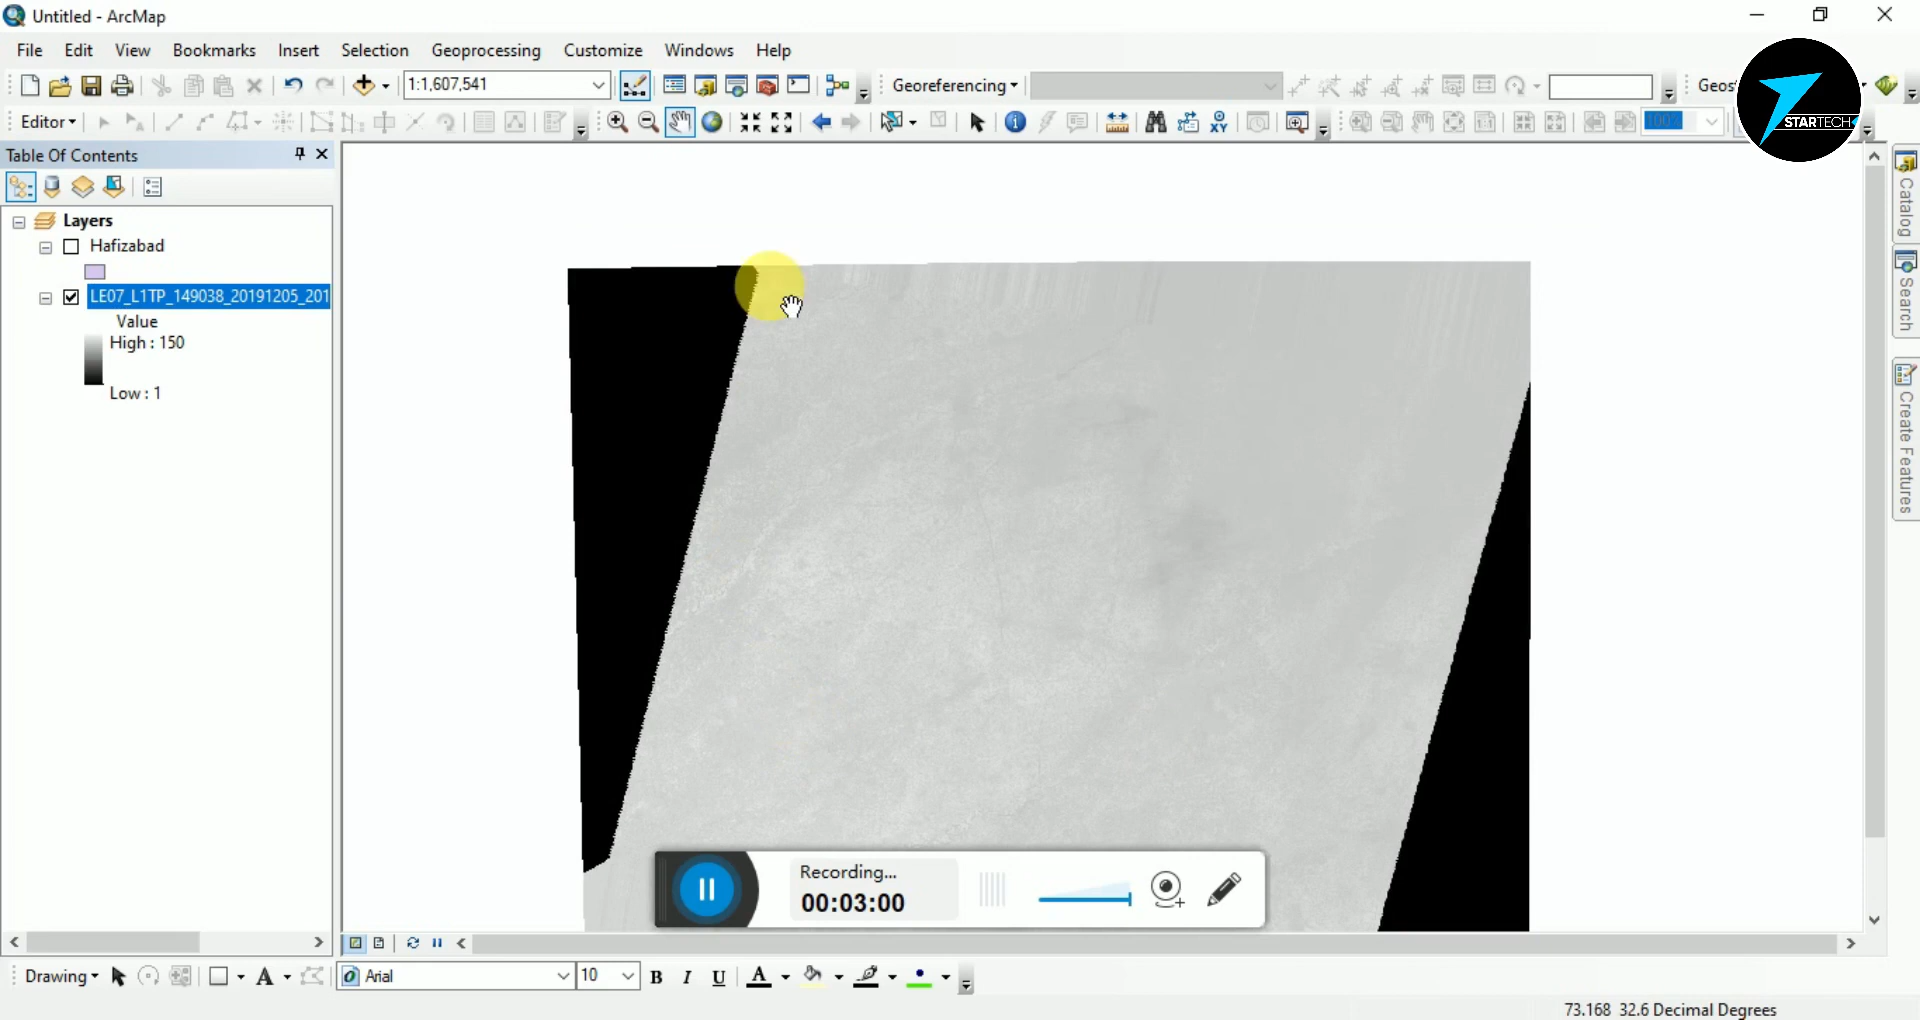 Untitled - ArcMap
File Edit View Bookmarks Insert Selection Geoprocessing Customize Windows Help
1:1,607,541 Georeferencing
STARTECH
Editor 100%
Table Of Contents
Layers
Hafizabad
LE07_L1TP_149038_20191205_201
Value
High : 150
Low : 1
Catalog
Search
Create Features
Recording...
00:03:00
Drawing Arial 10 B I U A
73.168 32.6 Decimal Degrees